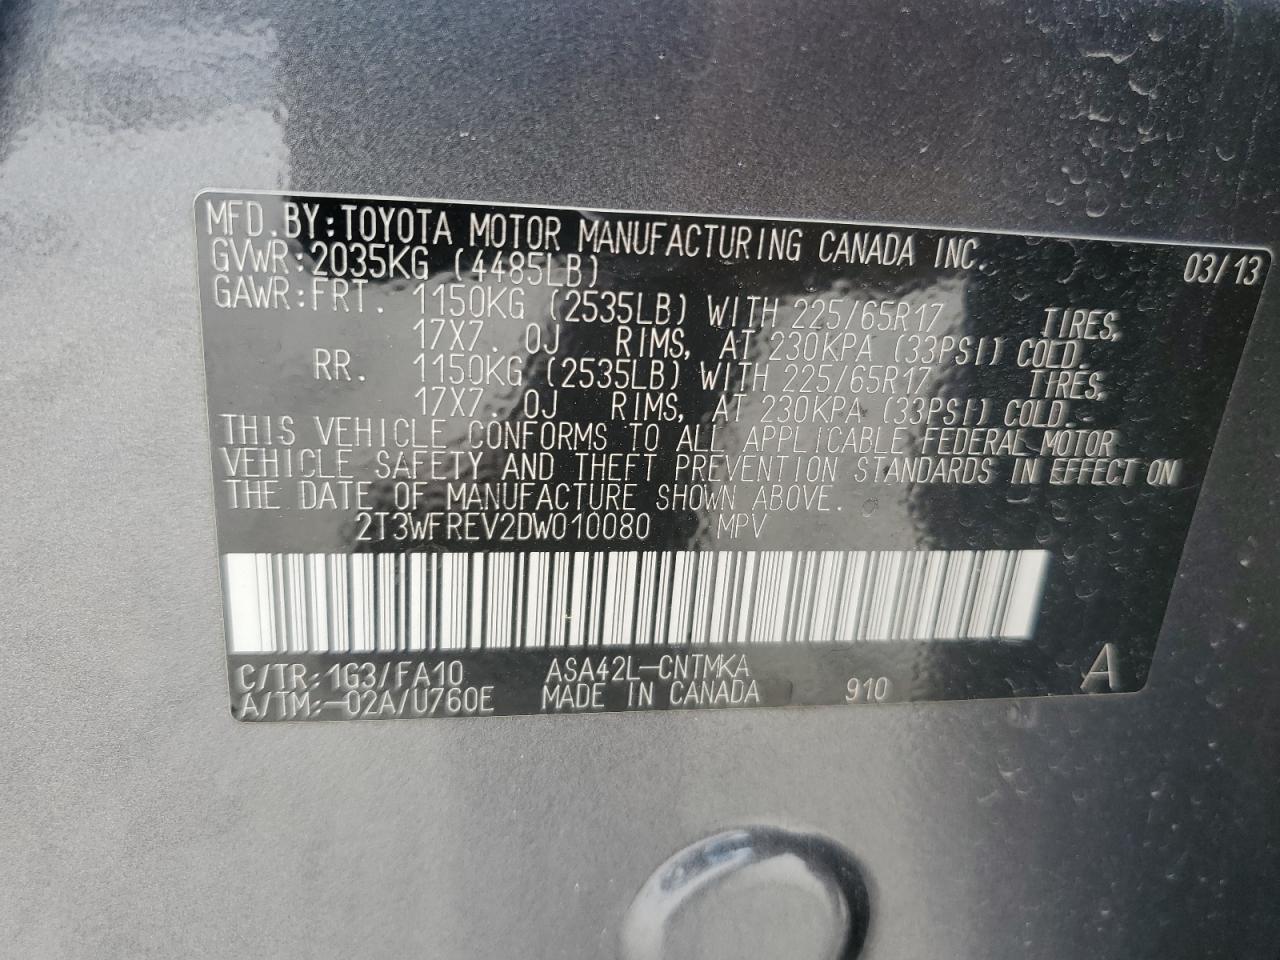 MFD.BY:TOYOTA MOTOR MANUFACTURING CANADA INC. 03/13
GVWR:2035KG (4485LB)
GAWR:FRT. 1150KG (2535LB) WITH 225/65R17 TIRES,
17X7.0J RIMS, AT 230KPA (33PSI) COLD.
RR. 1150KG (2535LB) WITH 225/65R17 TIRES,
17X7.0J RIMS, AT 230KPA (33PSI) COLD.
THIS VEHICLE CONFORMS TO ALL APPLICABLE FEDERAL MOTOR
VEHICLE SAFETY AND THEFT PREVENTION STANDARDS IN EFFECT ON
THE DATE OF MANUFACTURE SHOWN ABOVE.
2T3WFREV2DW010080 MPV
C/TR:1G3/FA10 ASA42L-CNTMKA A
A/TM:-02A/U760E MADE IN CANADA 910